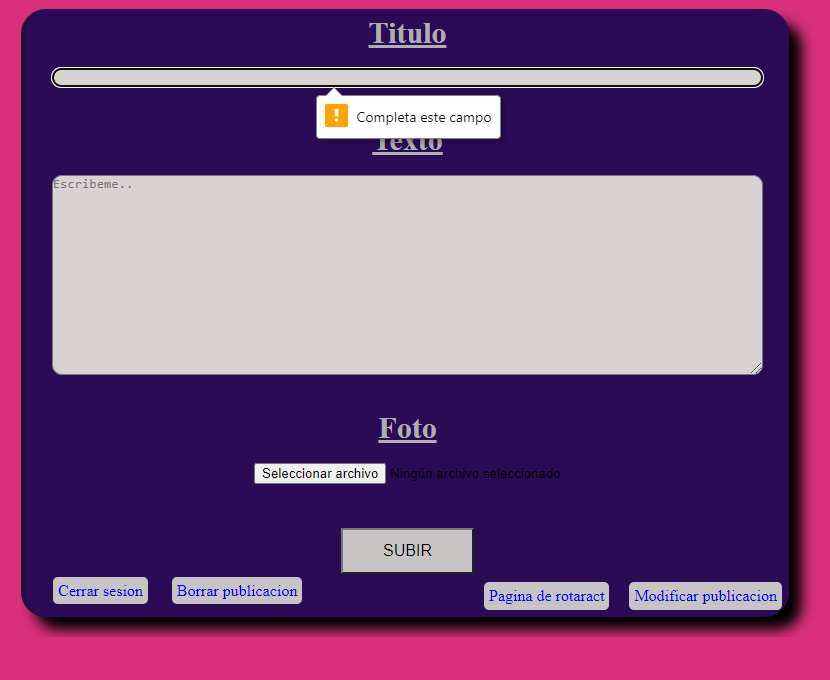 Titulo
Completa este campo
Texto
Escribeme..
Foto
Seleccionar archivo Ningún archivo seleccionado
SUBIR
Cerrar sesion Borrar publicacion Pagina de rotaract Modificar publicacion